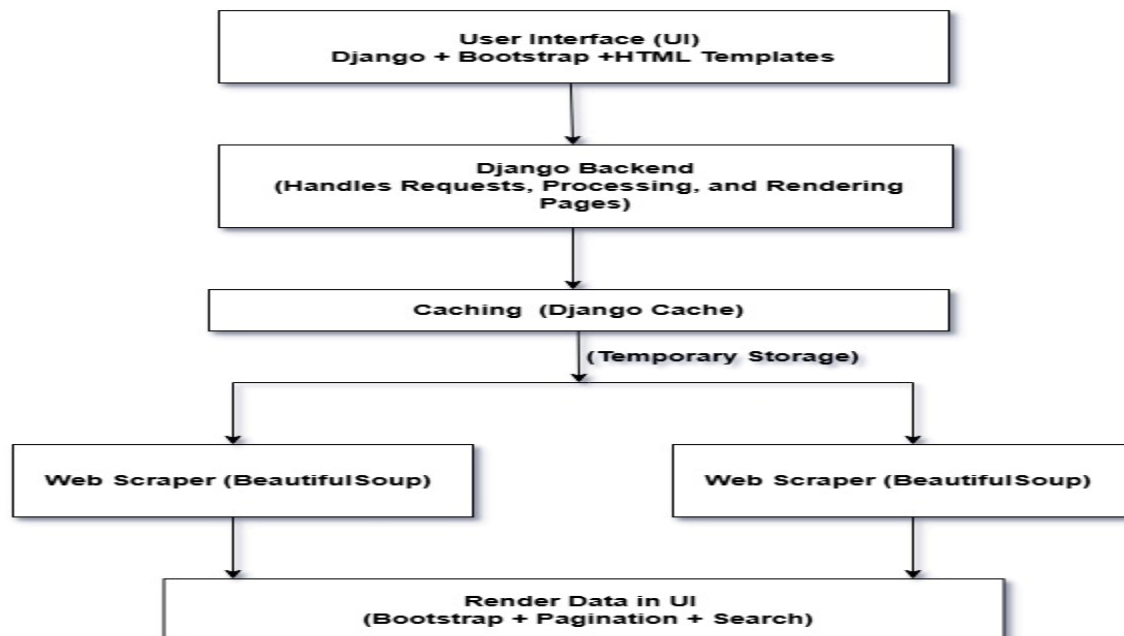 User Interface (UI)
Django + Bootstrap +HTML Templates
Django Backend
(Handles Requests, Processing, and Rendering
Pages)
Caching  (Django Cache)
(Temporary Storage)
Web Scraper (BeautifulSoup)
Web Scraper (BeautifulSoup)
Render Data in UI
(Bootstrap + Pagination + Search)